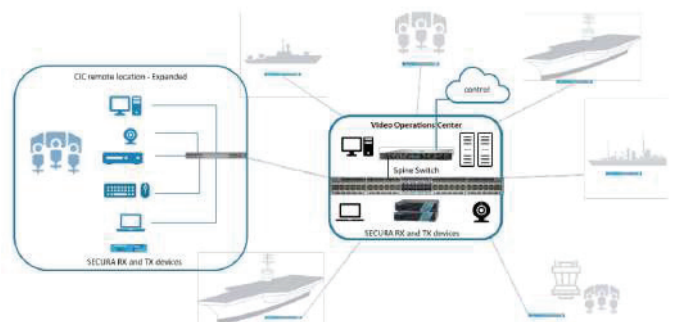 CIC remote location - Expanded
SECURA RX and TX devices
control
Video Operations Center
Spine Switch
SECURA RX and TX devices